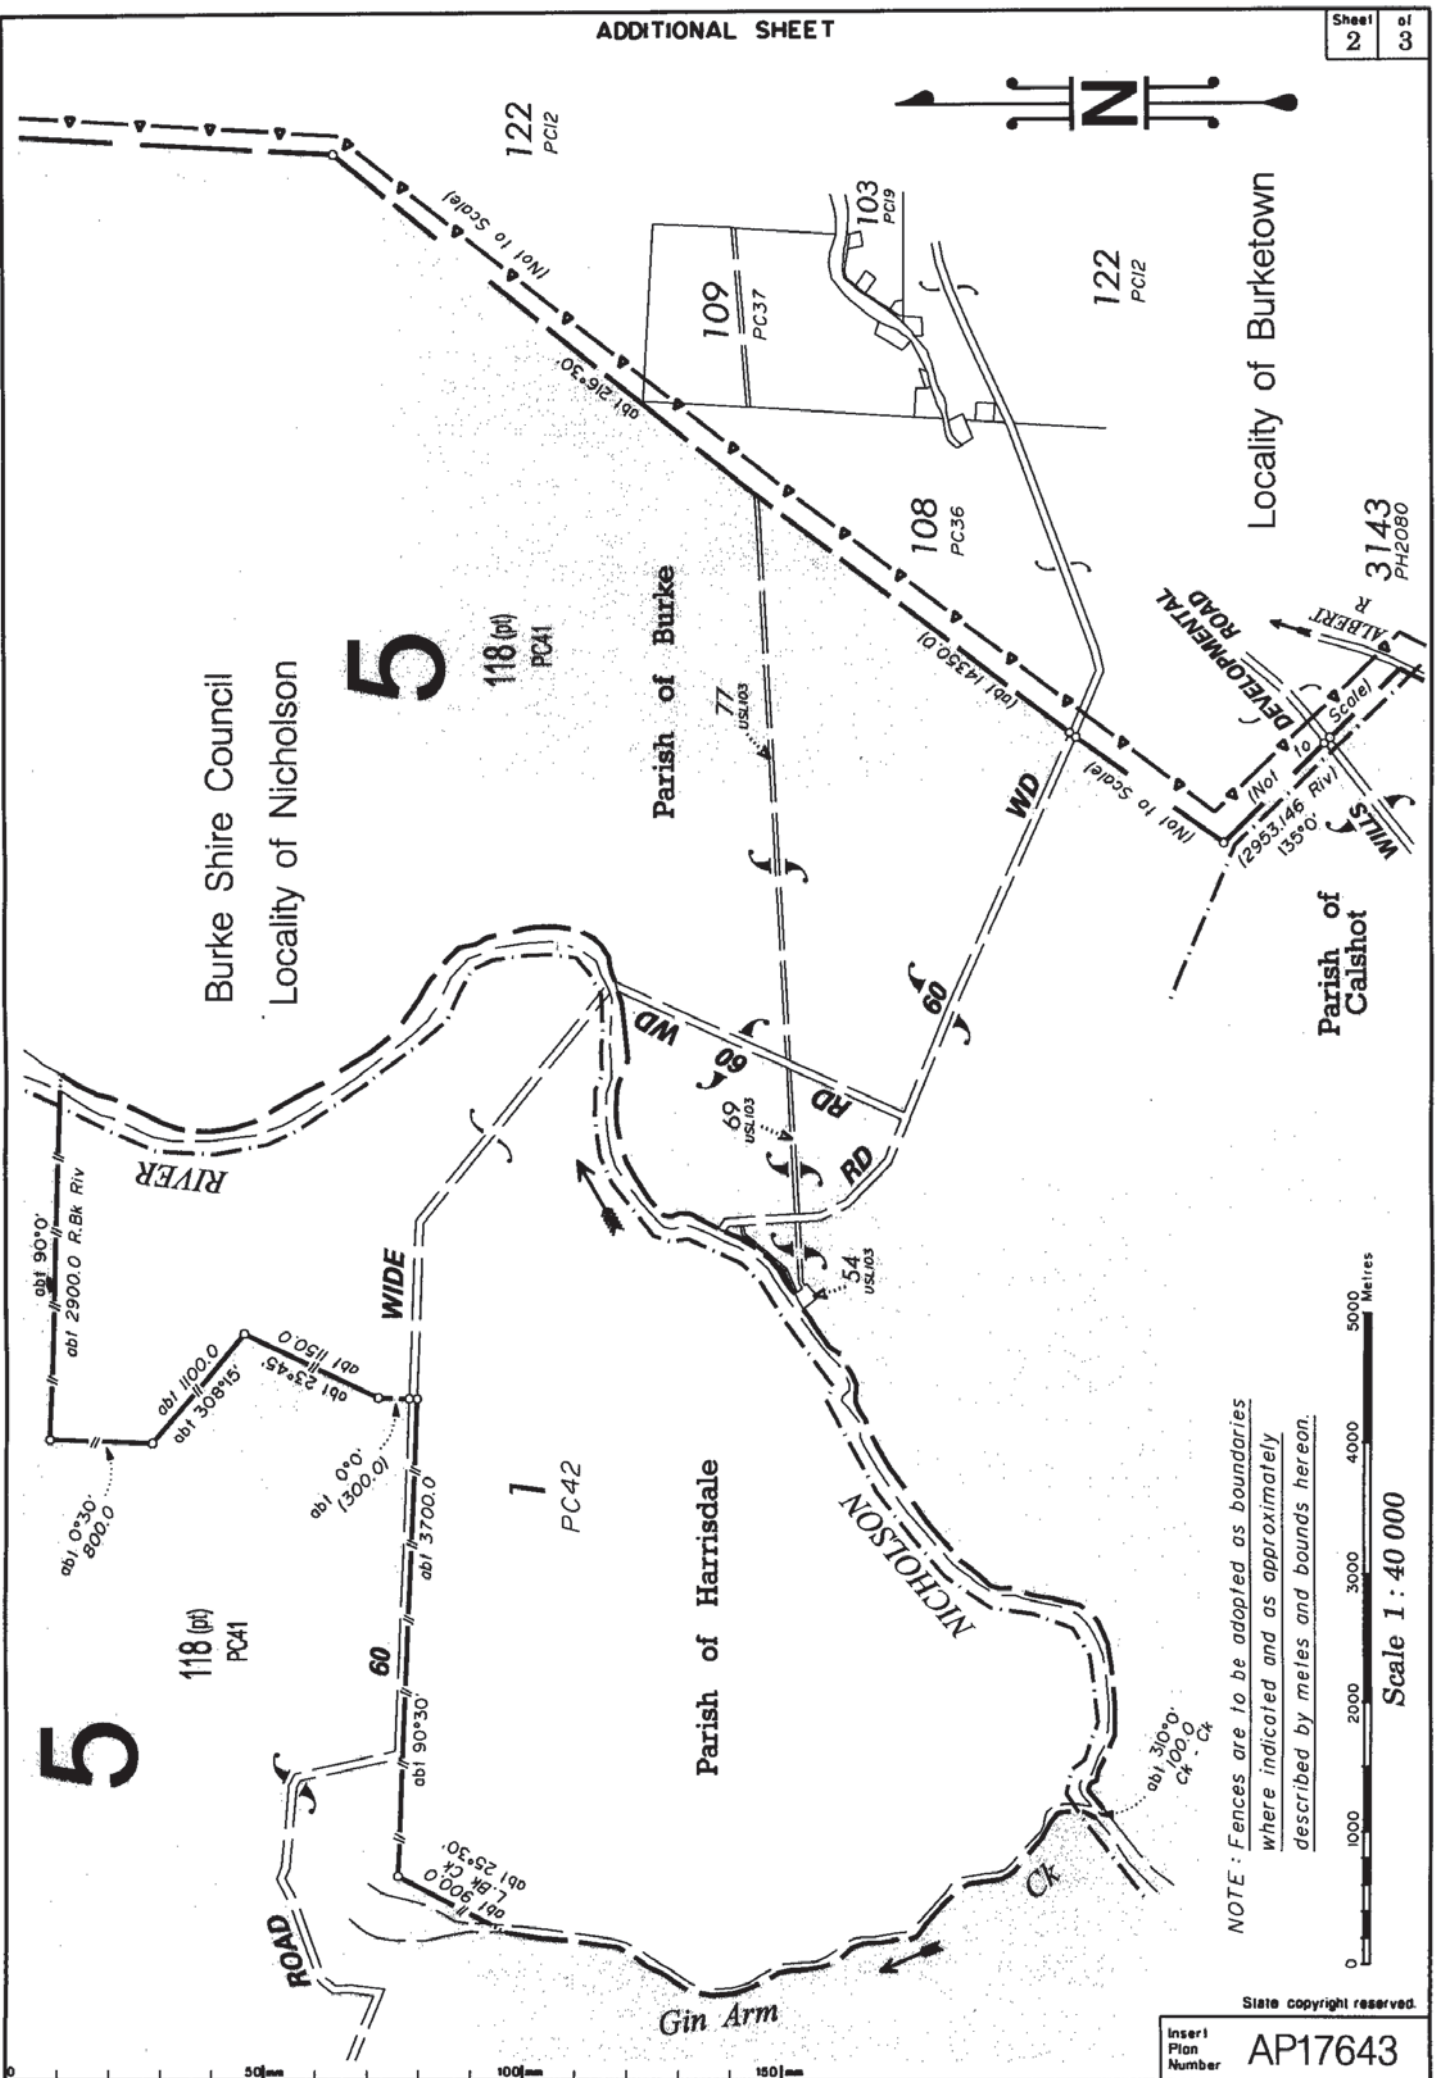 ADDITIONAL SHEET
Sheet 2 of 3
N
122
PC12
(Not to Scale)
103
PC19
109
PC37
122
PC12
Locality of Burketown
abt 216°30'
108
PC36
3143
PH2080
Burke Shire Council
Locality of Nicholson
5
118 (pt)
PC41
Parish of Burke
77
USL103
(abt 14350.0)
DEVELOPMENTAL
ROAD
ALBERT
R
WD
(Not to Scale)
(Not to Scale)
(2953.146 Riv)
135°0'
WILLS
Parish of
Calshot
60
WD
60
RD
69
USL103
RD
54
USL103
RIVER
abt 90°0'
abt 2900.0 R.Bk Riv
WIDE
abt 1100.0
abt 308°15'
abt 1150.0
abt 23°45'
abt 0°0'
(300.0)
abt 0°30'
800.0
abt 3700.0
1
PC42
Parish of Harrisdale
NICHOLSON
118 (pt)
PC41
5
60
abt 90°30'
abt 900.0
L.Bk Ck
abt 25°30'
ROAD
Gin Arm
Ck
abt 310°0'
100.0
Ck - Ck
NOTE : Fences are to be adopted as boundaries
where indicated and as approximately
described by metes and bounds hereon.
0 1000 2000 3000 4000 5000 Metres
Scale 1 : 40 000
State copyright reserved.
Insert
Plan
Number
AP17643
0 50mm 100mm 150mm